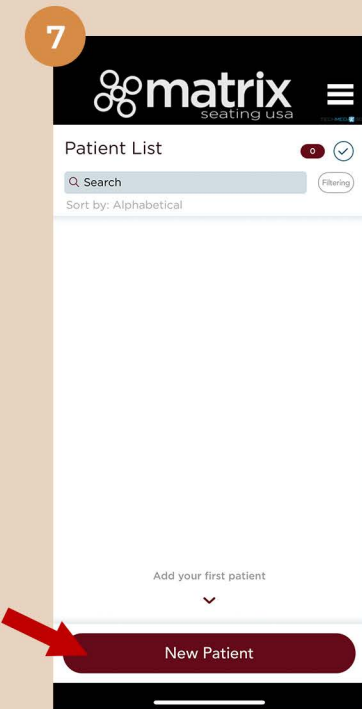 7
matrix
seating usa
Patient List
0
Search
Filtering
Sort by: Alphabetical
Add your first patient
New Patient